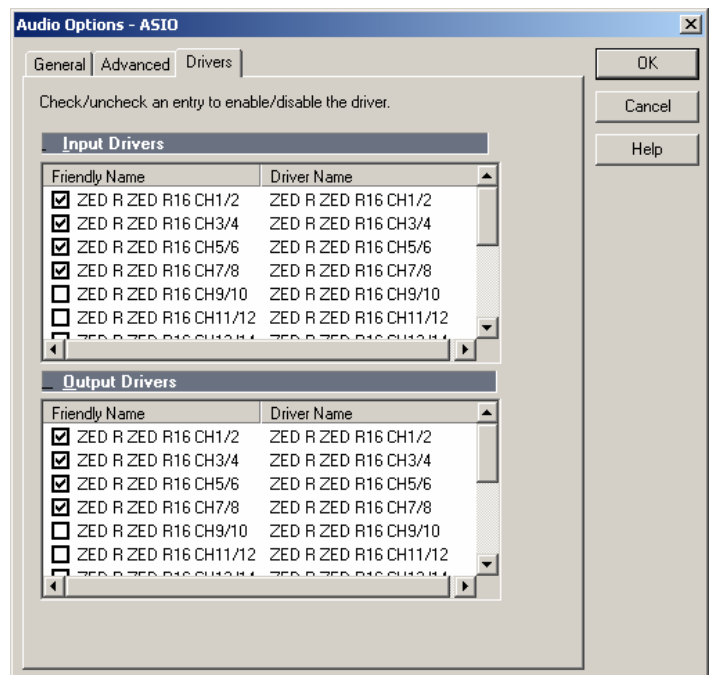 Audio Options - ASIO
General Advanced Drivers
OK
Cancel
Help
Check/uncheck an entry to enable/disable the driver.
Input Drivers
Friendly Name Driver Name
ZED R ZED R16 CH1/2 ZED R ZED R16 CH1/2
ZED R ZED R16 CH3/4 ZED R ZED R16 CH3/4
ZED R ZED R16 CH5/6 ZED R ZED R16 CH5/6
ZED R ZED R16 CH7/8 ZED R ZED R16 CH7/8
ZED R ZED R16 CH9/10 ZED R ZED R16 CH9/10
ZED R ZED R16 CH11/12 ZED R ZED R16 CH11/12
Output Drivers
Friendly Name Driver Name
ZED R ZED R16 CH1/2 ZED R ZED R16 CH1/2
ZED R ZED R16 CH3/4 ZED R ZED R16 CH3/4
ZED R ZED R16 CH5/6 ZED R ZED R16 CH5/6
ZED R ZED R16 CH7/8 ZED R ZED R16 CH7/8
ZED R ZED R16 CH9/10 ZED R ZED R16 CH9/10
ZED R ZED R16 CH11/12 ZED R ZED R16 CH11/12